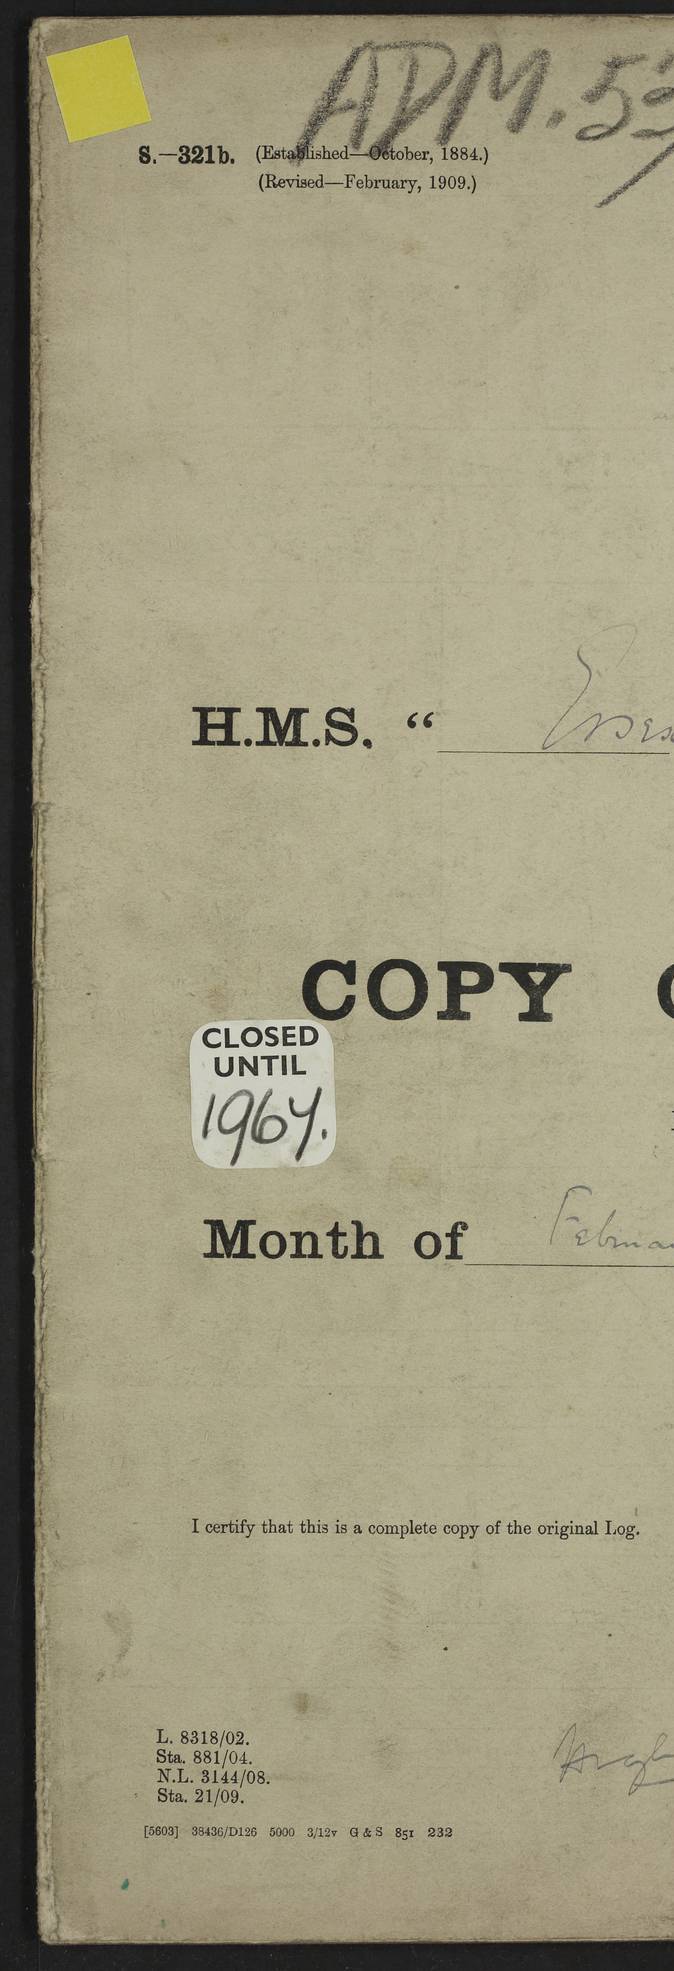 ADM. 53
S.—321b. (Established—October, 1884.)
(Revised—February, 1909.)
H.M.S. “
COPY
CLOSED
UNTIL
1964.
Month of
I certify that this is a complete copy of the original Log.
L. 8318/02.
Sta. 881/04.
N.L. 3144/08.
Sta. 21/09.
[5603] 38436/D126 5000 3/12v G & S 851 232